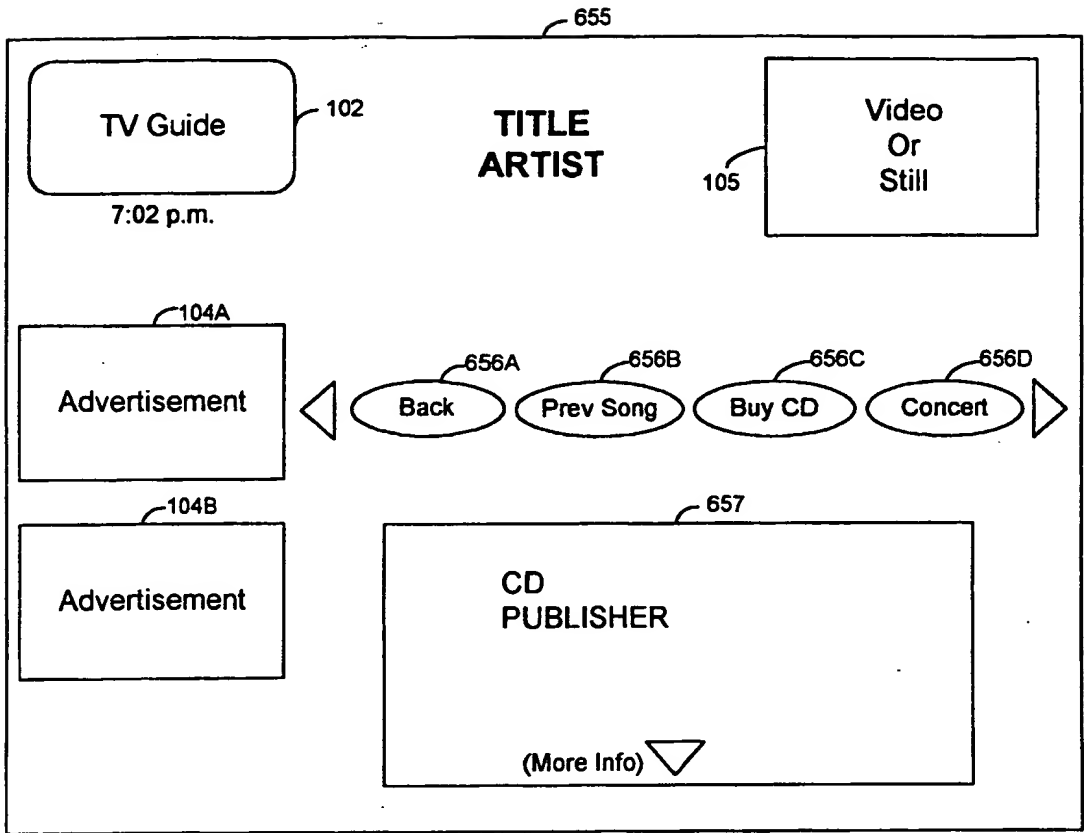 655
TV Guide
102
TITLE
ARTIST
Video
Or
Still
105
7:02 p.m.
104A
Advertisement
656A
656B
656C
656D
Back
Prev Song
Buy CD
Concert
104B
Advertisement
657
CD
PUBLISHER
(More Info)